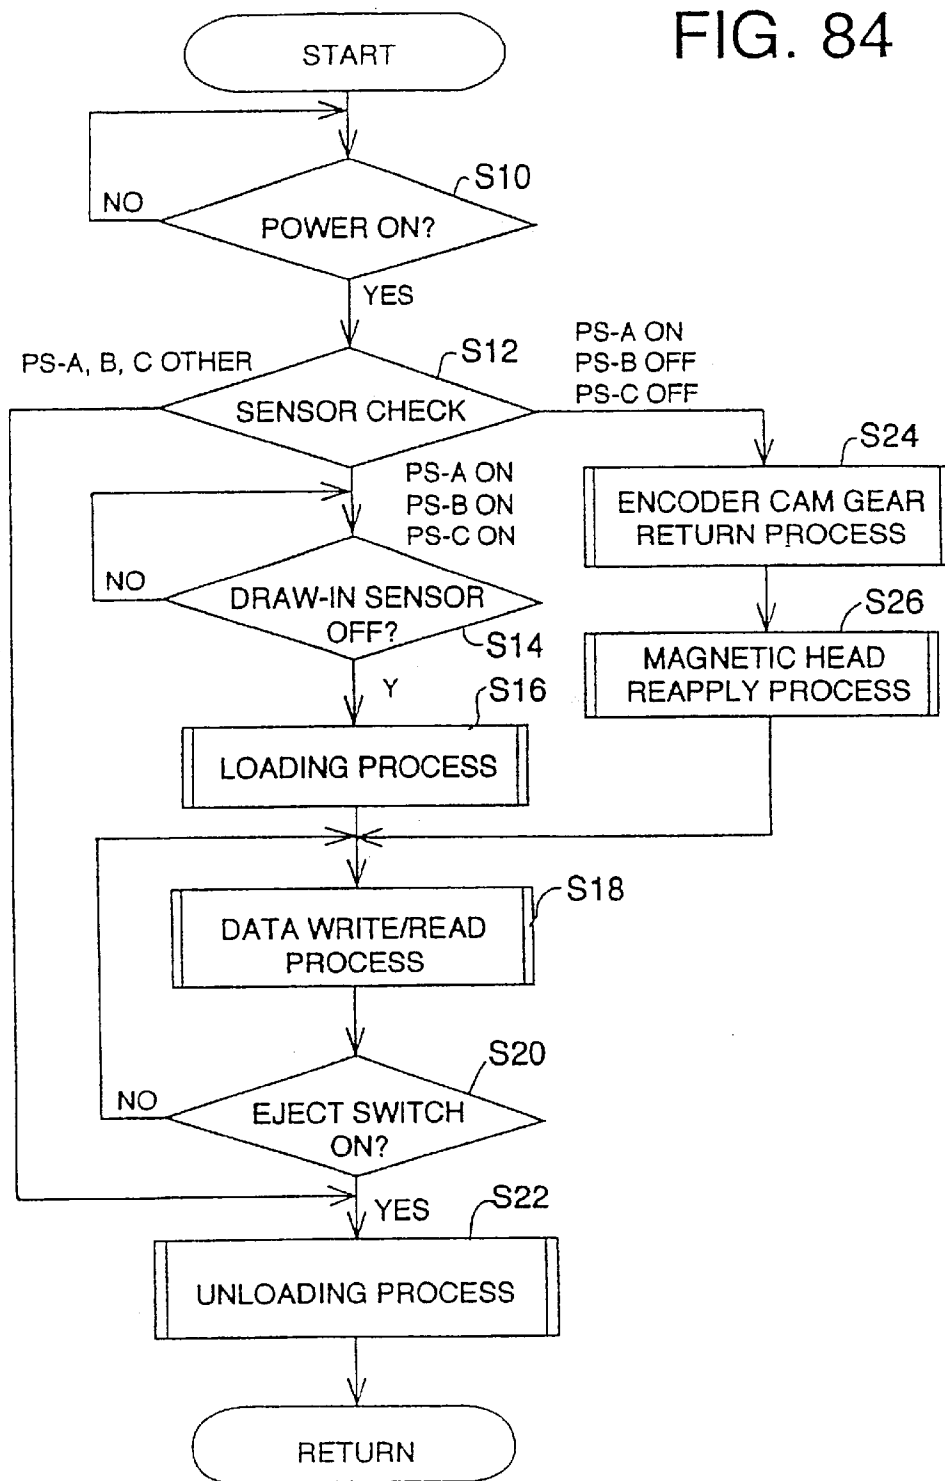 FIG. 84
START
S10
NO
POWER ON?
YES
PS-A, B, C OTHER
S12
PS-A ON
PS-B OFF
PS-C OFF
SENSOR CHECK
S24
PS-A ON
PS-B ON
PS-C ON
ENCODER CAM GEAR
RETURN PROCESS
NO
DRAW-IN SENSOR
OFF?
S14
S26
MAGNETIC HEAD
REAPPLY PROCESS
Y
S16
LOADING PROCESS
S18
DATA WRITE/READ
PROCESS
S20
NO
EJECT SWITCH
ON?
YES
S22
UNLOADING PROCESS
RETURN